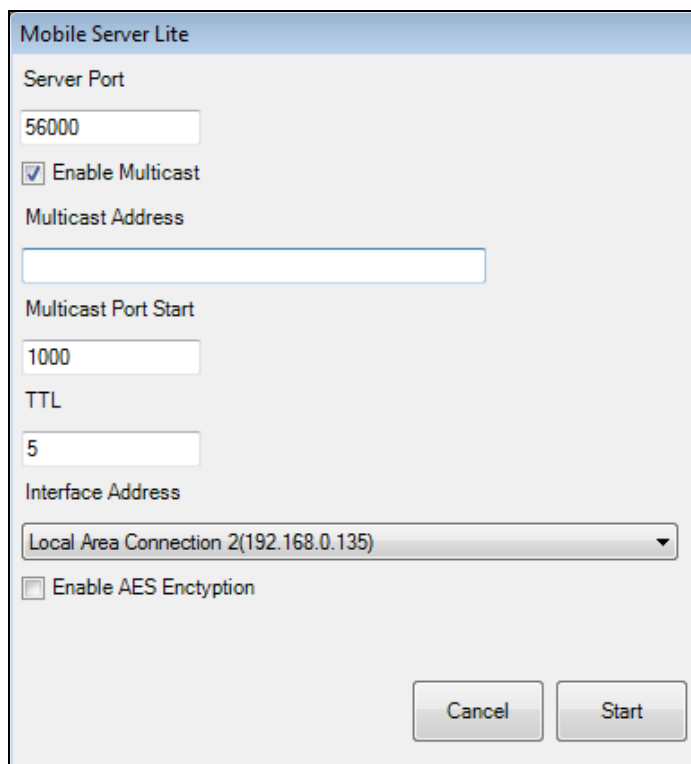 Mobile Server Lite
Server Port
56000
Enable Multicast
Multicast Address
Multicast Port Start
1000
TTL
5
Interface Address
Local Area Connection 2(192.168.0.135)
Enable AES Enctyption
Cancel Start